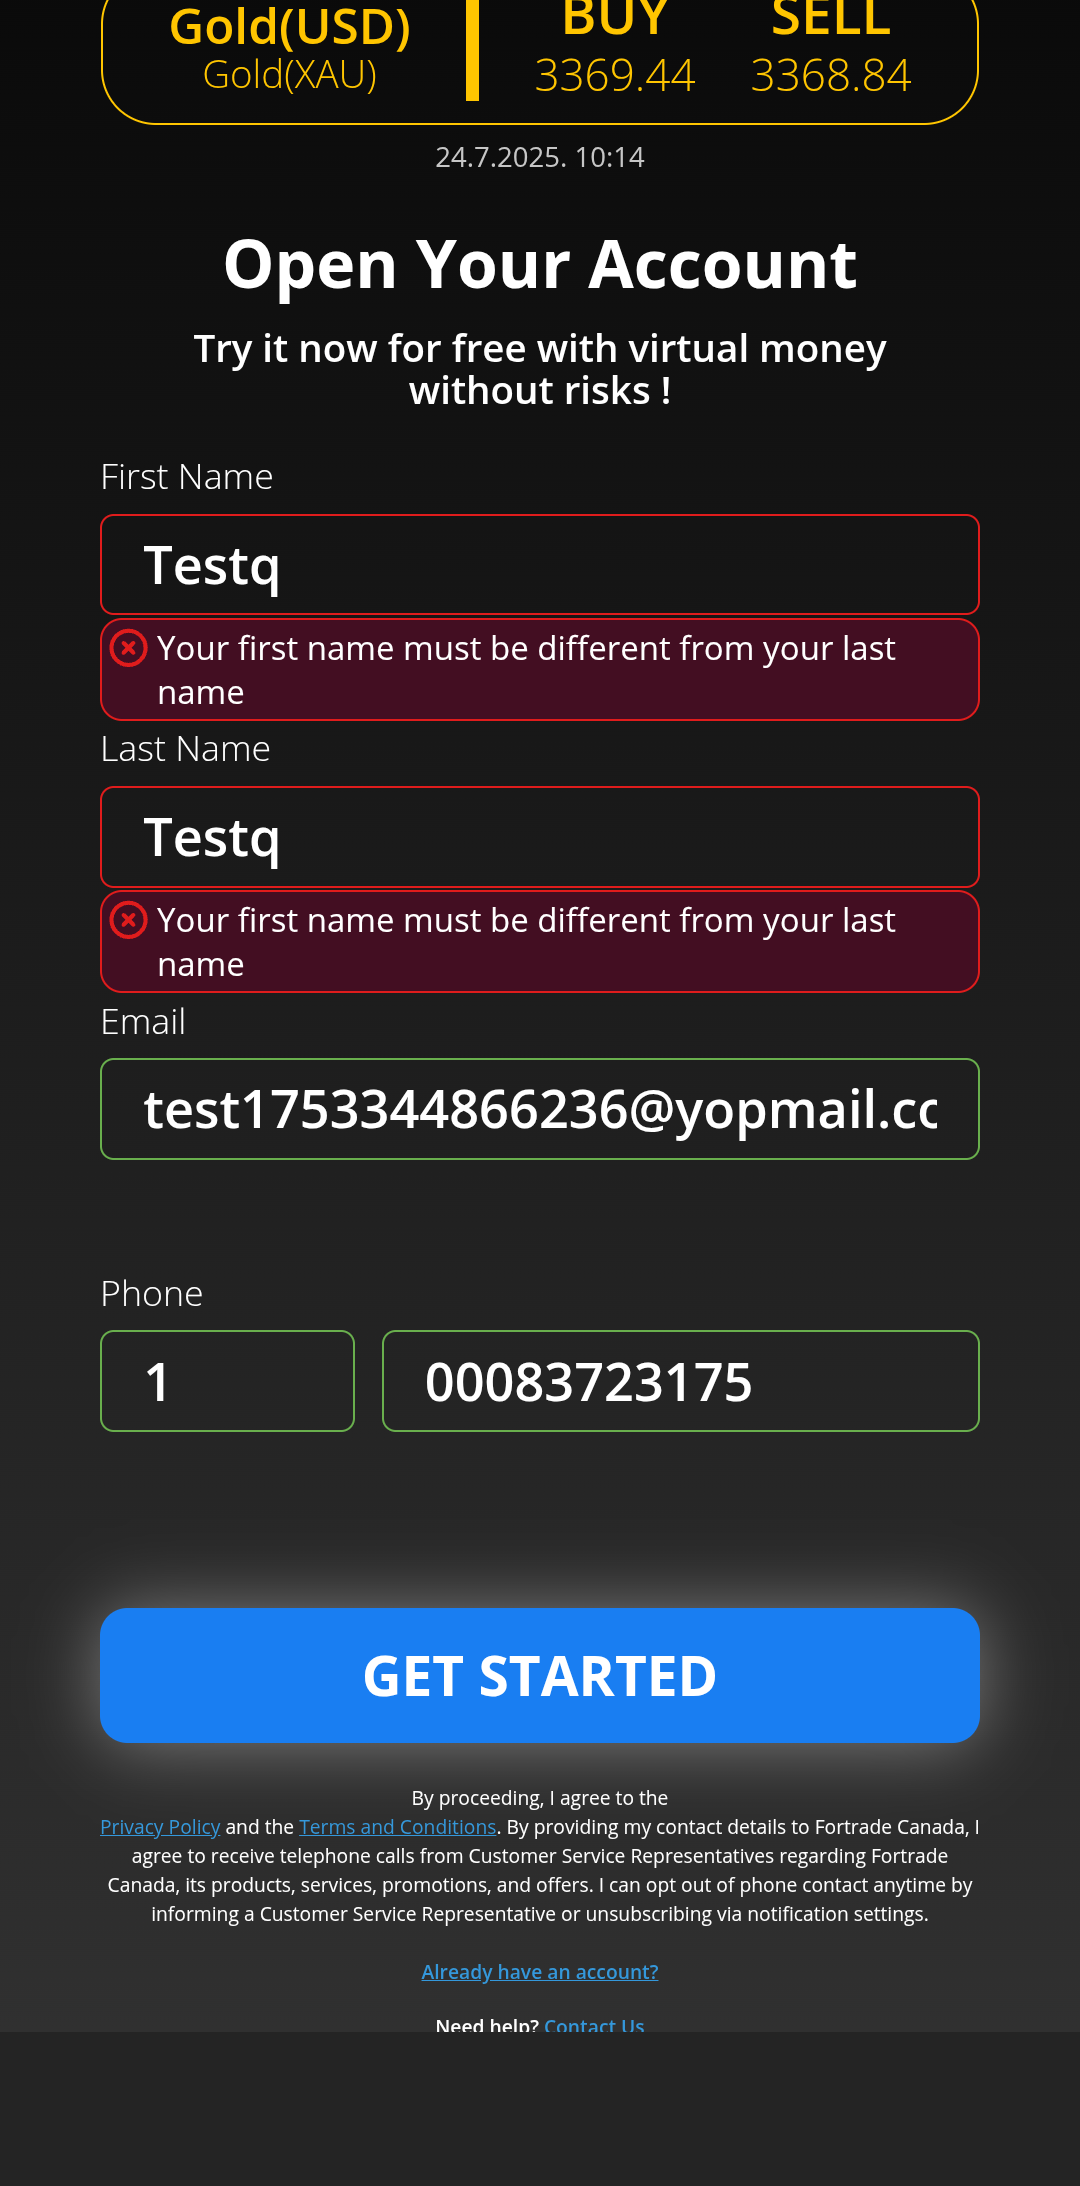 Gold(USD)
Gold(XAU)
BUY SELL
3369.44 3368.84
24.7.2025. 10:14
Open Your Account
Try it now for free with virtual money
without risks !
First Name
Testq
Your first name must be different from your last
name
Last Name
Testq
Your first name must be different from your last
name
Email
test1753344866236@yopmail.cc
Phone
1 00083723175
GET STARTED
By proceeding, I agree to the
Privacy Policy and the Terms and Conditions. By providing my contact details to Fortrade Canada, I
agree to receive telephone calls from Customer Service Representatives regarding Fortrade
Canada, its products, services, promotions, and offers. I can opt out of phone contact anytime by
informing a Customer Service Representative or unsubscribing via notification settings.
Already have an account?
Need help? Contact Us